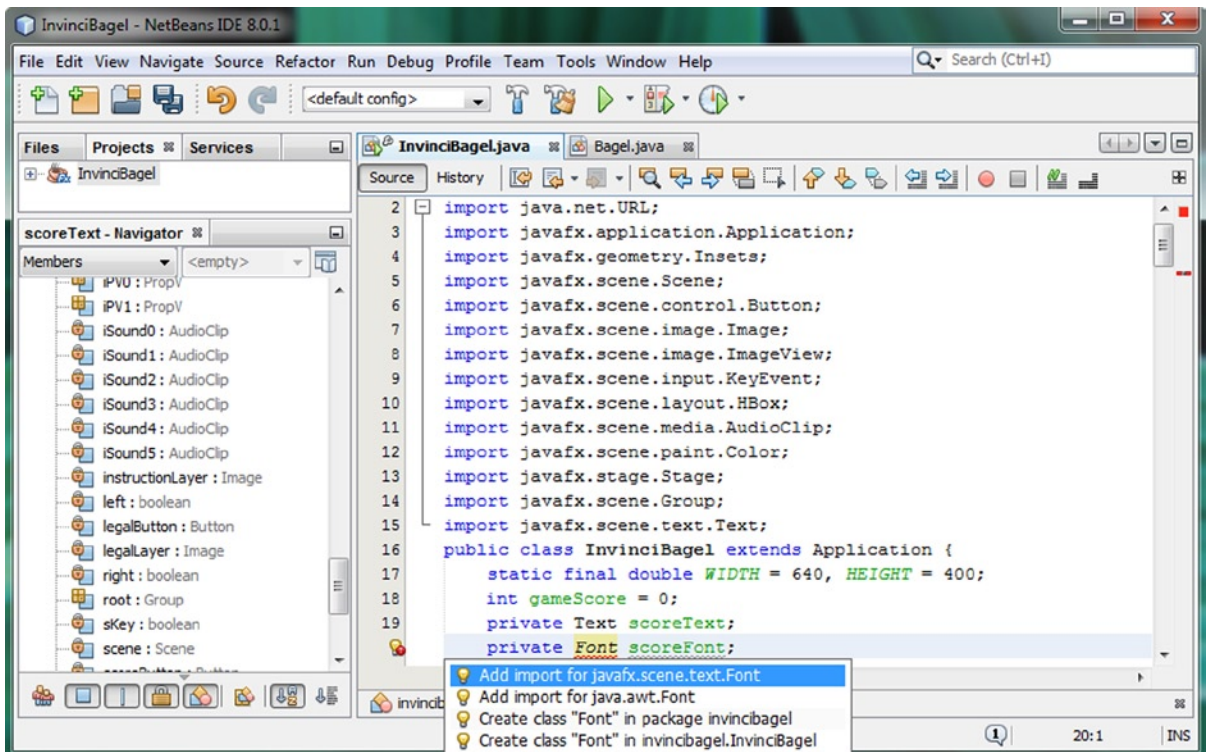 InvinciBagel - NetBeans IDE 8.0.1
File Edit View Navigate Source Refactor Run Debug Profile Team Tools Window Help
Search (Ctrl+I)
<default config>
Files Projects Services
InvinciBagel
scoreText - Navigator
Members <empty>
iPV0 : PropV
iPV1 : PropV
iSound0 : AudioClip
iSound1 : AudioClip
iSound2 : AudioClip
iSound3 : AudioClip
iSound4 : AudioClip
iSound5 : AudioClip
instructionLayer : Image
left : boolean
legalButton : Button
legalLayer : Image
right : boolean
root : Group
sKey : boolean
scene : Scene
InvinciBagel.java Bagel.java
Source History
2 import java.net.URL;
3 import javafx.application.Application;
4 import javafx.geometry.Insets;
5 import javafx.scene.Scene;
6 import javafx.scene.control.Button;
7 import javafx.scene.image.Image;
8 import javafx.scene.image.ImageView;
9 import javafx.scene.input.KeyEvent;
10 import javafx.scene.layout.HBox;
11 import javafx.scene.media.AudioClip;
12 import javafx.scene.paint.Color;
13 import javafx.stage.Stage;
14 import javafx.scene.Group;
15 import javafx.scene.text.Text;
16 public class InvinciBagel extends Application {
17 static final double WIDTH = 640, HEIGHT = 400;
18 int gameScore = 0;
19 private Text scoreText;
private Font scoreFont;
Add import for javafx.scene.text.Font
Add import for java.awt.Font
Create class "Font" in package invincibagel
Create class "Font" in invincibagel.InvinciBagel
1 20:1 INS